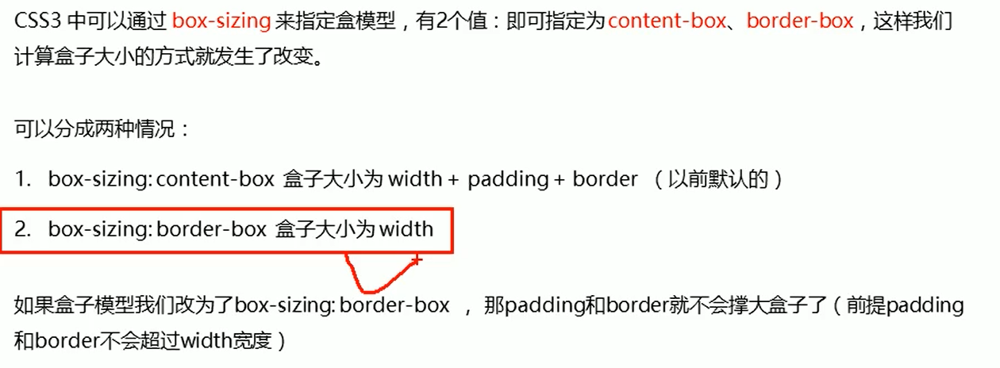 CSS3 中可以通过 box-sizing 来指定盒模型，有2个值：即可指定为 content-box、border-box，这样我们
计算盒子大小的方式就发生了改变。
可以分成两种情况：
1. box-sizing: content-box 盒子大小为 width + padding + border （以前默认的）
2. box-sizing: border-box 盒子大小为 width
如果盒子模型我们改为了box-sizing: border-box ， 那padding和border就不会撑大盒子了（前提padding
和border不会超过width宽度）